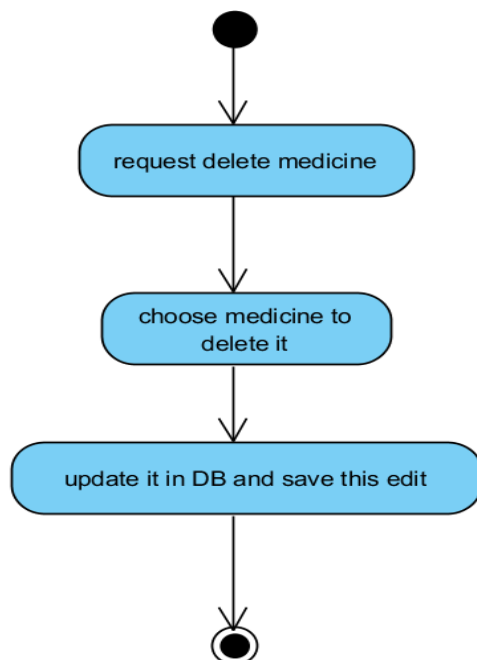 request delete medicine
choose medicine to
delete it
update it in DB and save this edit